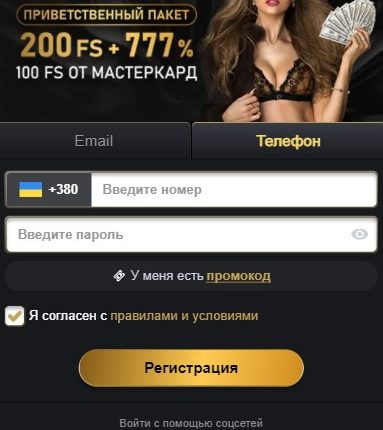 ПРИВЕТСТВЕННЫЙ ПАКЕТ
200 FS + 777 %
100 FS ОТ МАСТЕРКАРД
Email
Телефон
+380
Введите номер
Введите пароль
У меня есть промокод
Я согласен с правилами и условиями
Регистрация
Войти с помощью соцсетей